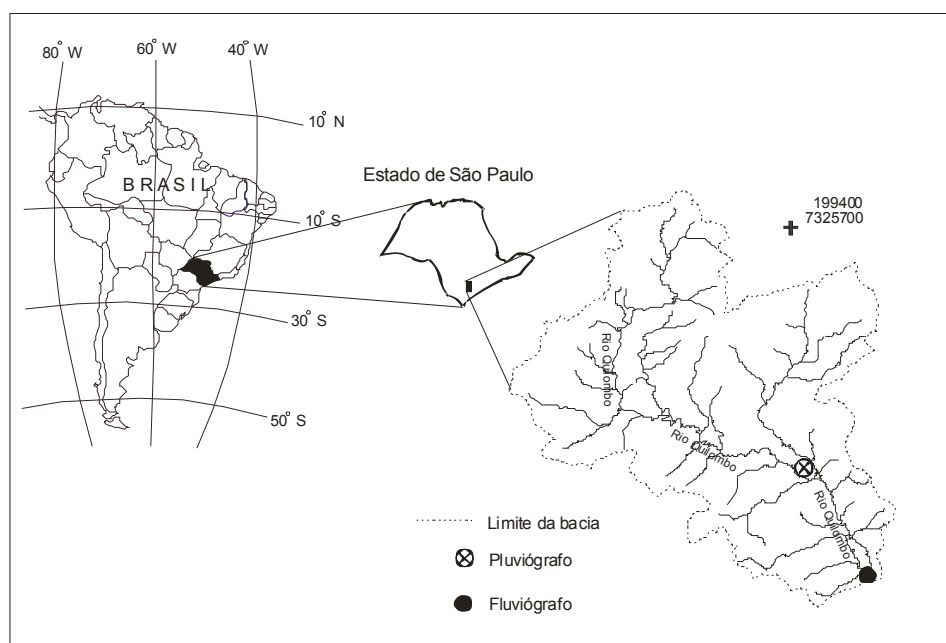 80° W
60° W
40° W
10° N
BRASIL
10° S
30° S
50° S
Estado de São Paulo
199400
7325700
Rio Quilombo
Rio Quilombo
Rio Quilombo
Limite da bacia
Pluviógrafo
Fluviógrafo